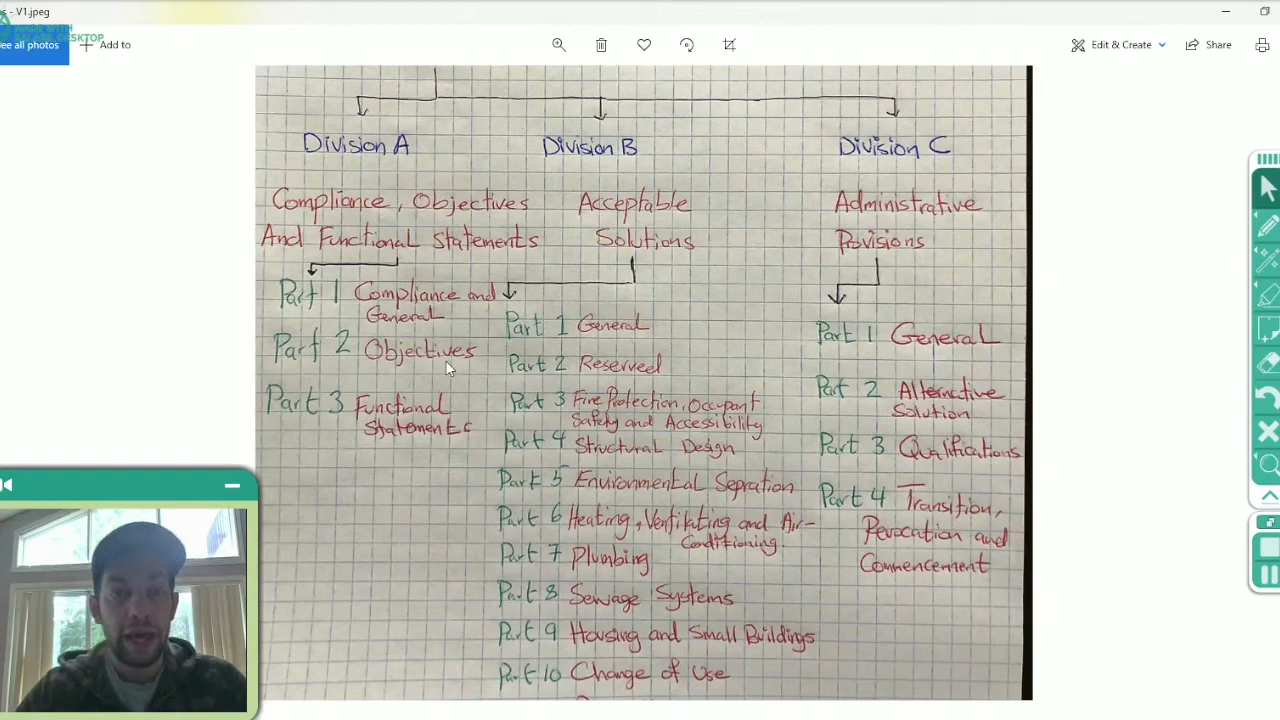 s - V1.jpeg
MADE WITH
ee all photos
Add to
Edit & Create
Share
Division A
Division B
Division C
Compliance, Objectives
And Functional Statements
Acceptable
Solutions
Administrative
Provisions
Part 1 Compliance and
General
Part 2 Objectives
Part 3 Functional
Statements
Part 1 General
Part 2 Reserved
Part 3 Fire Protection, Occupant
Safety and Accessibility
Part 4 Structural Design
Part 5 Environmental Sepration
Part 6 Heating, Ventilating and Air-
Conditioning.
Part 7 Plumbing
Part 8 Sewage Systems
Part 9 Housing and Small Buildings
Part 10 Change of Use
Part 1 General
Part 2 Alternative
Solution
Part 3 Qualifications
Part 4 Transition,
Revocation and
Commencement